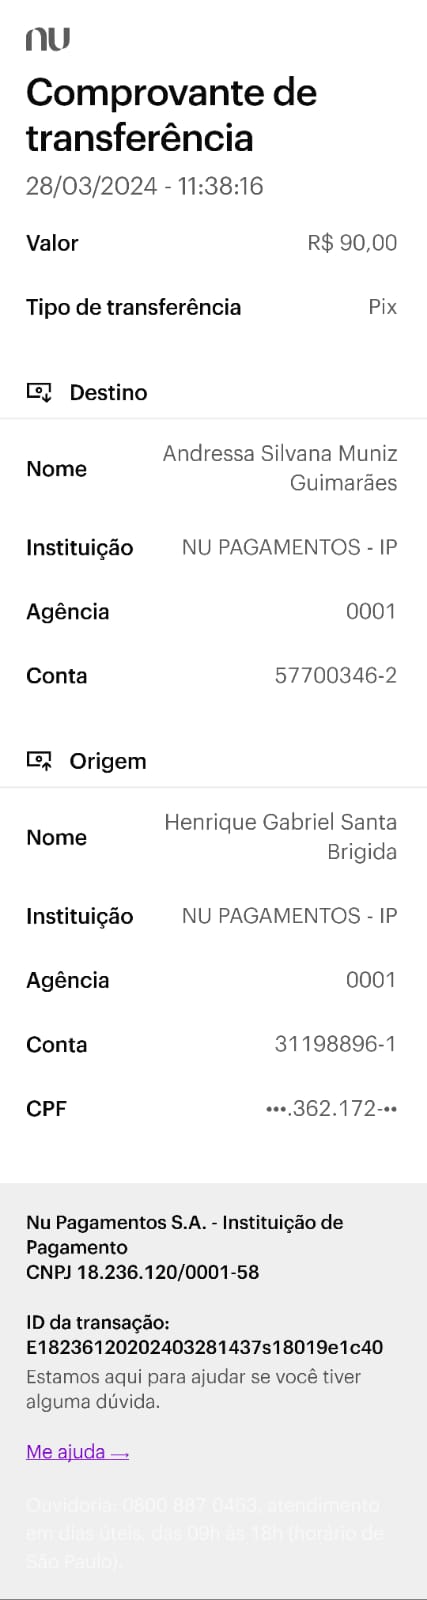 nu
Comprovante de
transferência
28/03/2024 - 11:38:16
Valor R$ 90,00
Tipo de transferência Pix
Destino
Nome Andressa Silvana Muniz
Guimarães
Instituição NU PAGAMENTOS - IP
Agência 0001
Conta 57700346-2
Origem
Nome Henrique Gabriel Santa
Brigida
Instituição NU PAGAMENTOS - IP
Agência 0001
Conta 31198896-1
CPF •••.362.172-••
Nu Pagamentos S.A. - Instituição de
Pagamento
CNPJ 18.236.120/0001-58
ID da transação:
E18236120202403281437s18019e1c40
Estamos aqui para ajudar se você tiver
alguma dúvida.
Me ajuda →
Ouvidoria: 0800 887 0463, atendimento
em dias úteis, das 09h às 18h (horário de
São Paulo).